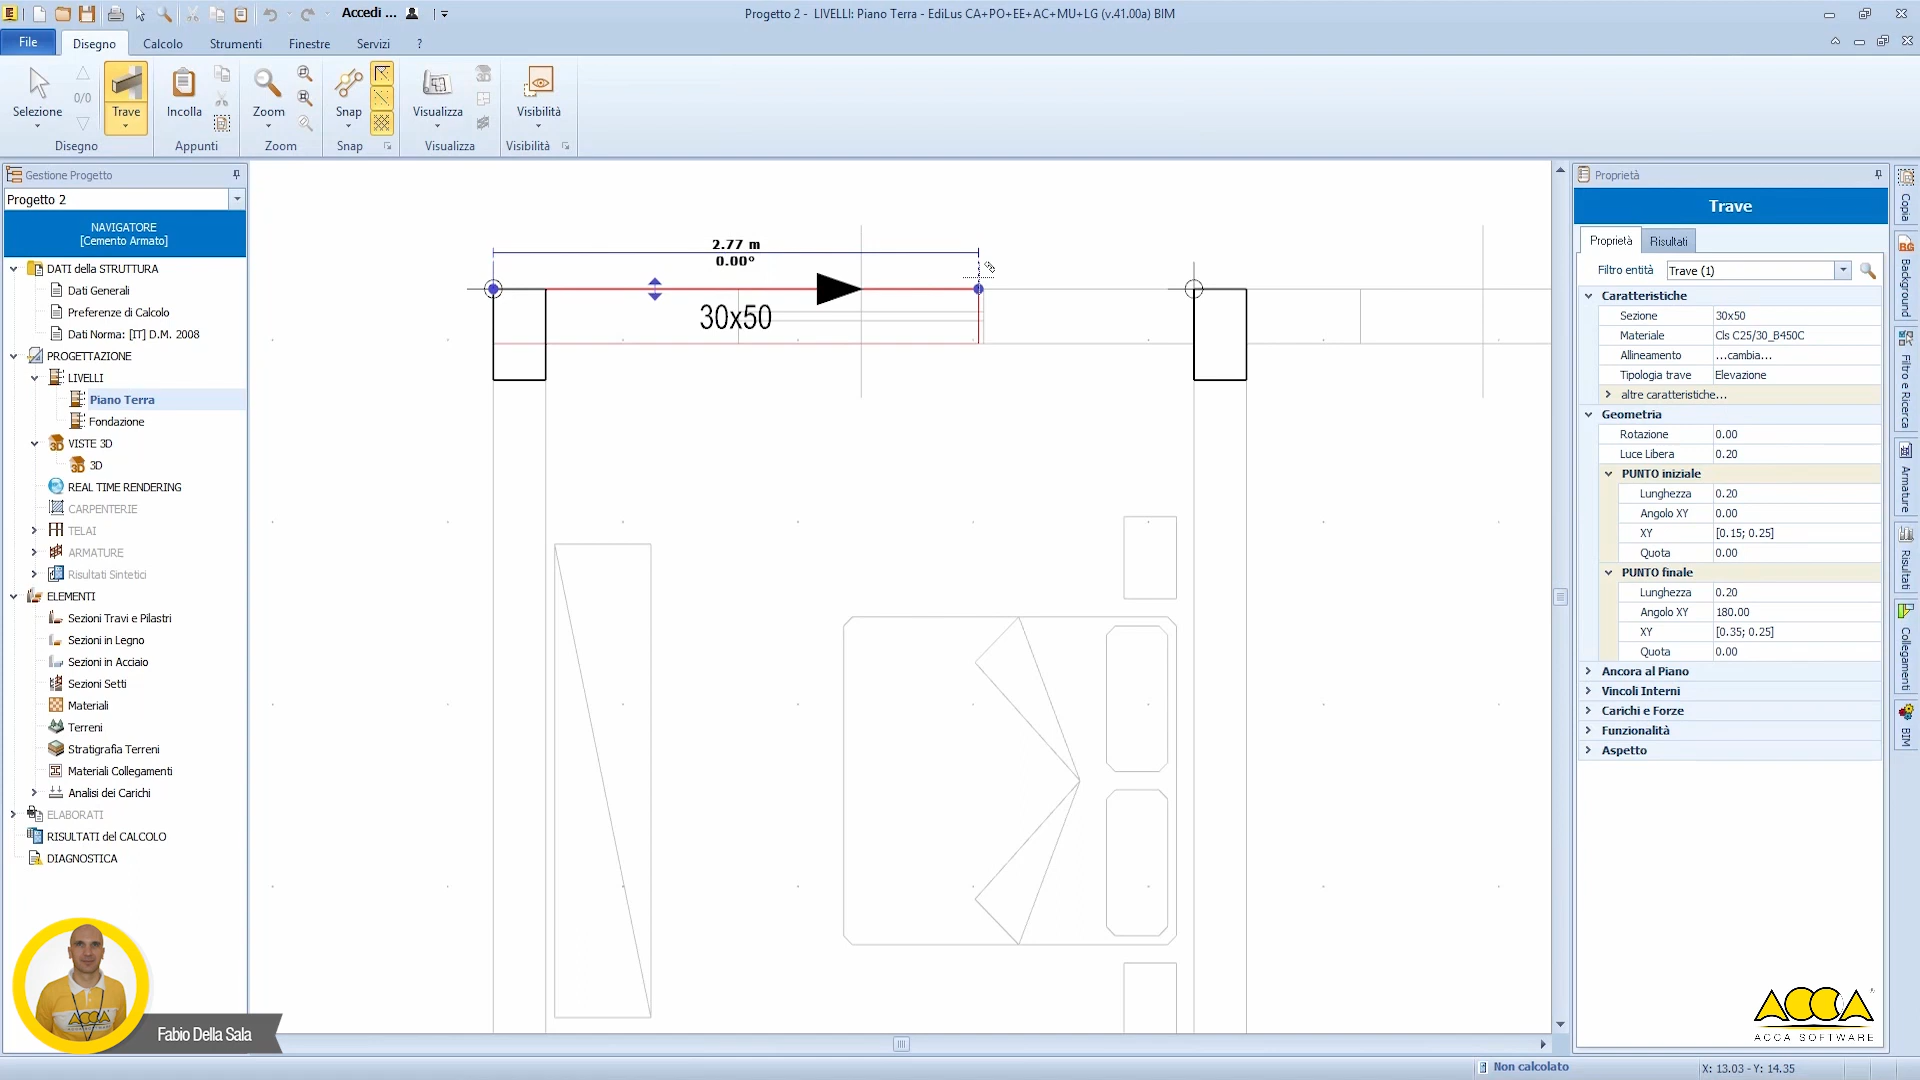 Accedi ...
Progetto 2 - LIVELLI: Piano Terra - EdiLus CA+PO+EE+AC+MU+LG (v.41.00a) BIM
File
Disegno
Calcolo
Strumenti
Finestre
Servizi
?
Selezione
0/0
Trave
Incolla
Zoom
Snap
Visualizza
Visibilità
Disegno
Appunti
Zoom
Snap
Visualizza
Visibilità
Gestione Progetto
Progetto 2
NAVIGATORE
[Cemento Armato]
DATI della STRUTTURA
Dati Generali
Preferenze di Calcolo
Dati Norma: [IT] D.M. 2008
PROGETTAZIONE
LIVELLI
Piano Terra
Fondazione
VISTE 3D
3D
REAL TIME RENDERING
CARPENTERIE
TELAI
ARMATURE
Risultati Sintetici
ELEMENTI
Sezioni Travi e Pilastri
Sezioni in Legno
Sezioni in Acciaio
Sezioni Setti
Materiali
Terreni
Stratigrafia Terreni
Materiali Collegamenti
Analisi dei Carichi
ELABORATI
RISULTATI del CALCOLO
DIAGNOSTICA
Fabio Della Sala
2.77 m
0.00°
30x50
Proprietà
Trave
Proprietà
Risultati
Filtro entità Trave (1)
Caratteristiche
Sezione 30x50
Materiale Cls C25/30_B450C
Allineamento ...cambia...
Tipologia trave Elevazione
altre caratteristiche...
Geometria
Rotazione 0.00
Luce Libera 0.20
PUNTO iniziale
Lunghezza 0.20
Angolo XY 0.00
XY [0.15; 0.25]
Quota 0.00
PUNTO finale
Lunghezza 0.20
Angolo XY 180.00
XY [0.35; 0.25]
Quota 0.00
Ancora al Piano
Vincoli Interni
Carichi e Forze
Funzionalità
Aspetto
Copia
BG
Background
Filtro e Ricerca
Armature
Risultati
Collegamenti
BIM
ACCA
ACCA SOFTWARE
Non calcolato
X: 13.03 - Y: 14.35